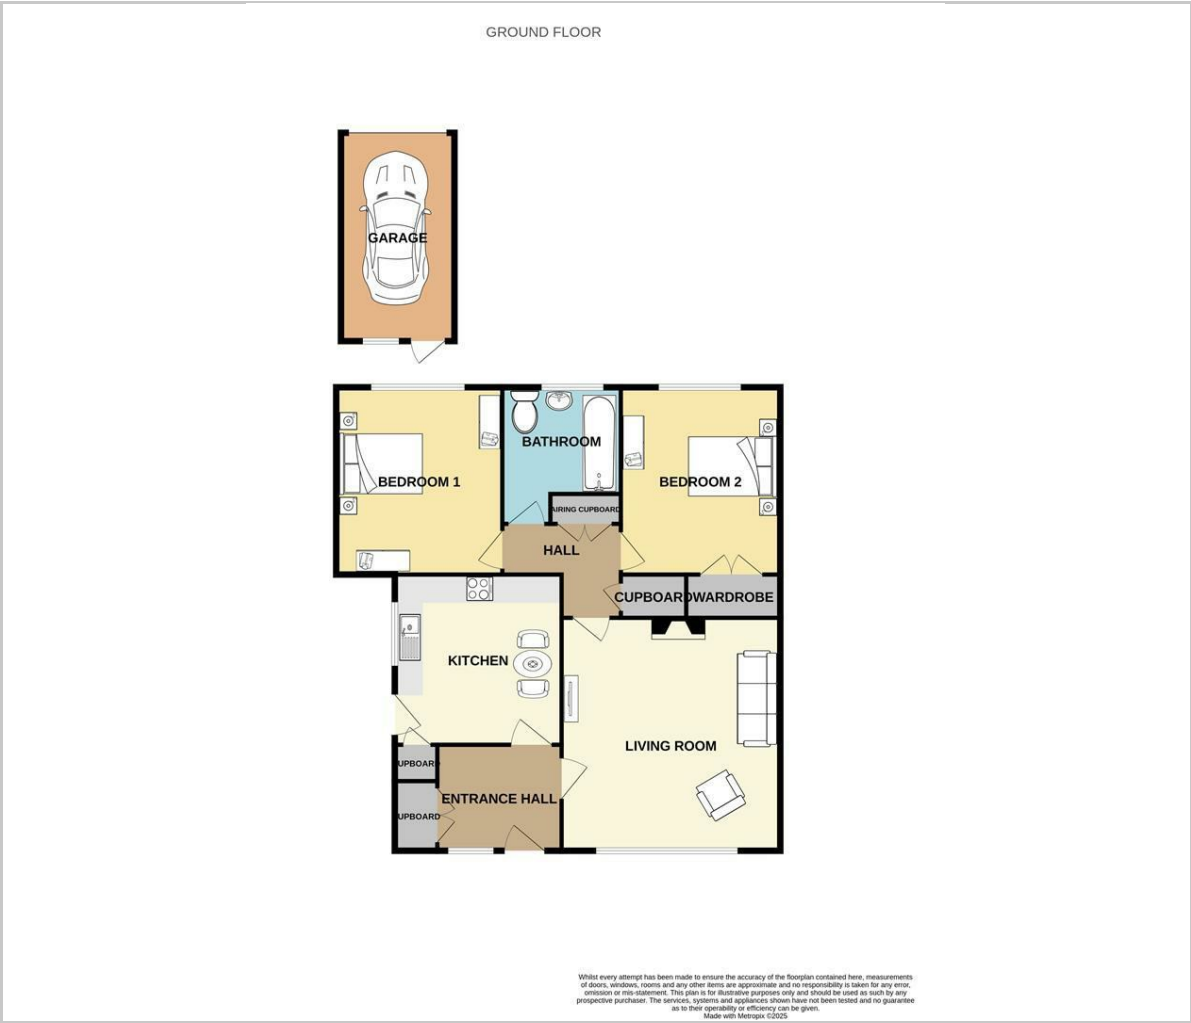 GROUND FLOOR
GARAGE
BATHROOM
BEDROOM 1
BEDROOM 2
AIRING CUPBOARD
HALL
CUPBOARD
WARDROBE
KITCHEN
LIVING ROOM
UPBOARD
ENTRANCE HALL
UPBOARD
Whilst every attempt has been made to ensure the accuracy of the floorplan contained here, measurements
of doors, windows, rooms and any other items are approximate and no responsibility is taken for any error,
omission or mis-statement. This plan is for illustrative purposes only and should be used as such by any
prospective purchaser. The services, systems and appliances shown have not been tested and no guarantee
as to their operability or efficiency can be given.
Made with Metropix ©2025